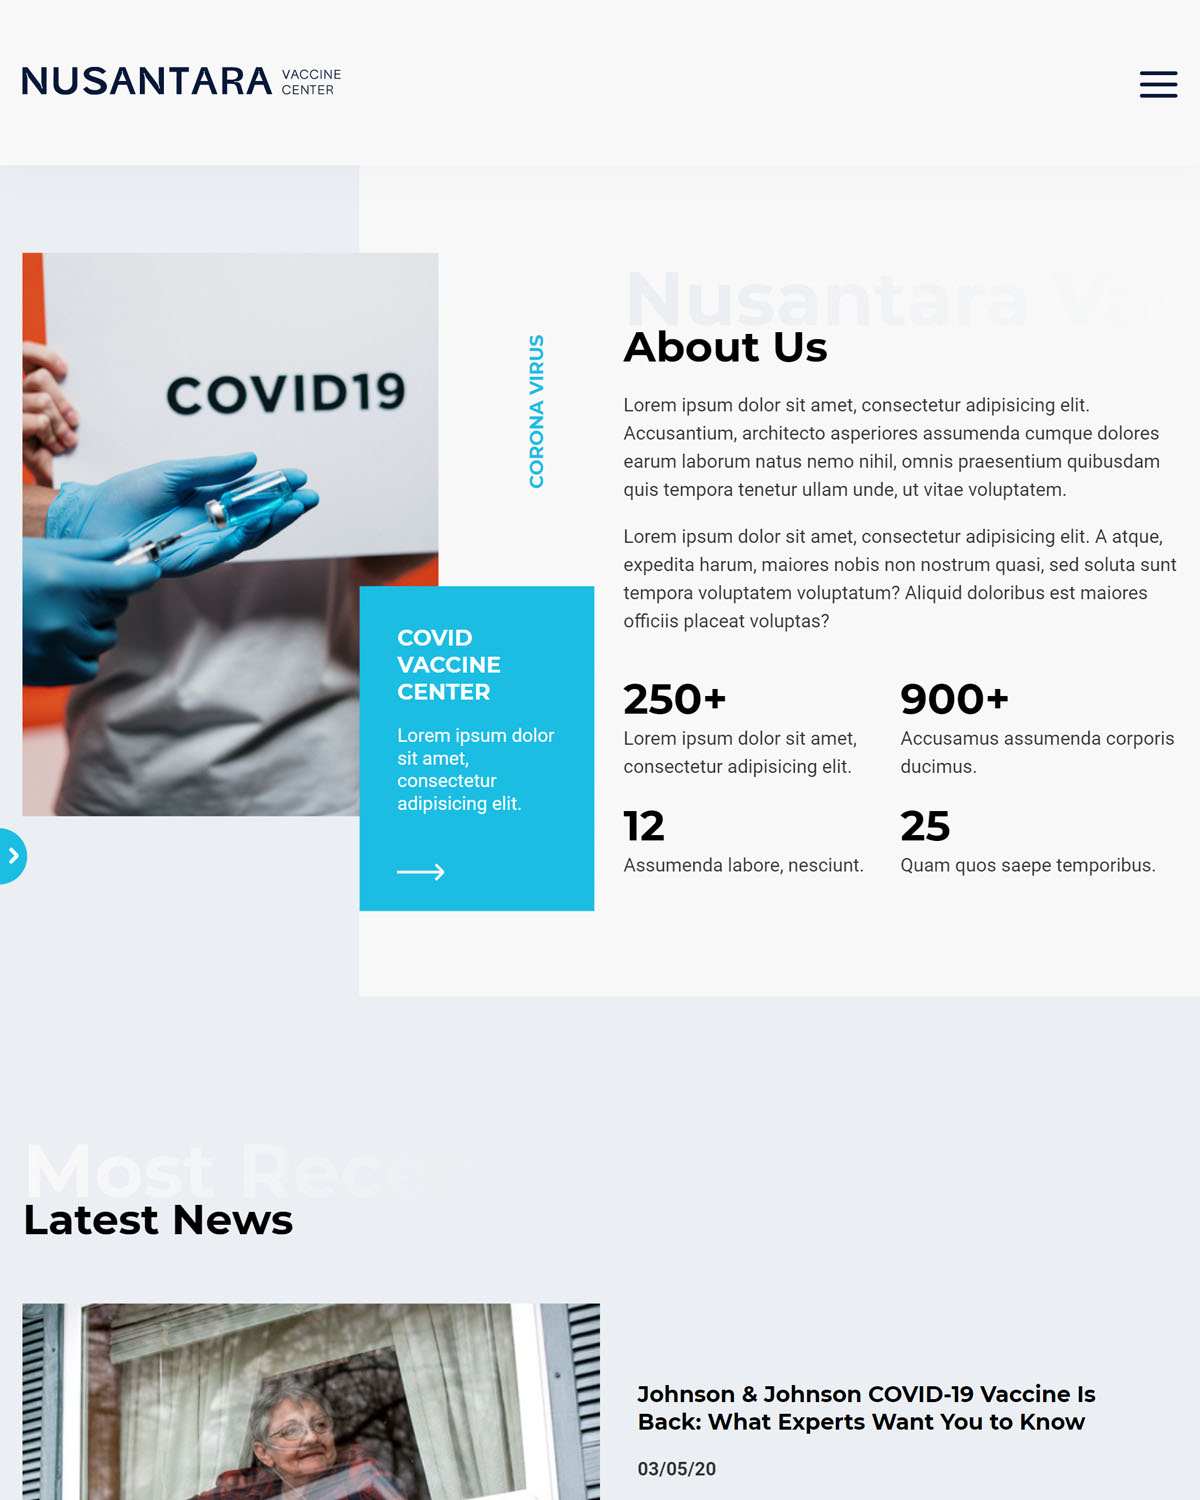 NUSANTARA VACCINE
CENTER
COVID19
CORONA VIRUS
COVID
VACCINE
CENTER
Lorem ipsum dolor
sit amet,
consectetur
adipisicing elit.
Nusantara
About Us
Lorem ipsum dolor sit amet, consectetur adipisicing elit.
Accusantium, architecto asperiores assumenda cumque dolores
earum laborum natus nemo nihil, omnis praesentium quibusdam
quis tempora tenetur ullam unde, ut vitae voluptatem.
Lorem ipsum dolor sit amet, consectetur adipisicing elit. A atque,
expedita harum, maiores nobis non nostrum quasi, sed soluta sunt
tempora voluptatem voluptatum? Aliquid doloribus est maiores
officiis placeat voluptas?
250+
Lorem ipsum dolor sit amet,
consectetur adipisicing elit.
900+
Accusamus assumenda corporis
ducimus.
12
Assumenda labore, nesciunt.
25
Quam quos saepe temporibus.
Most
Latest News
Johnson & Johnson COVID-19 Vaccine Is
Back: What Experts Want You to Know
03/05/20